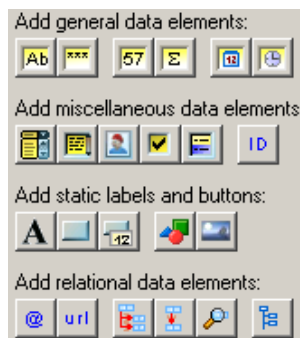 Add general data elements:
Ab *** 57 Σ 12
Add miscellaneous data elements
ID
Add static labels and buttons:
A 12
Add relational data elements:
@ url